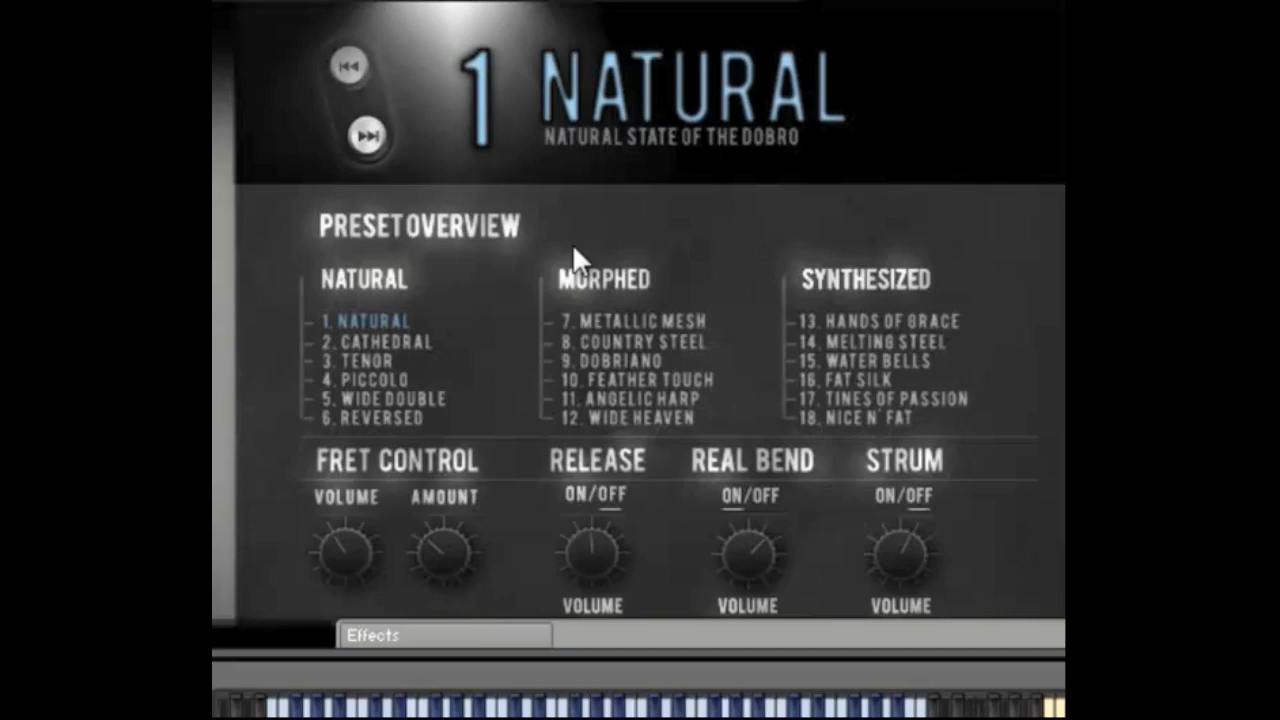 1 NATURAL
NATURAL STATE OF THE DOBRO
PRESET OVERVIEW
NATURAL
1. NATURAL
2. CATHEDRAL
3. TENOR
4. PICCOLO
5. WIDE DOUBLE
6. REVERSED
MORPHED
7. METALLIC MESH
8. COUNTRY STEEL
9. DOBRIANO
10. FEATHER TOUCH
11. ANGELIC HARP
12. WIDE HEAVEN
SYNTHESIZED
13. HANDS OF GRACE
14. MELTING STEEL
15. WATER BELLS
16. FAT SILK
17. TINES OF PASSION
18. NICE N' FAT
FRET CONTROL
VOLUME AMOUNT
RELEASE
ON/OFF
VOLUME
REAL BEND
ON/OFF
VOLUME
STRUM
ON/OFF
VOLUME
Effects